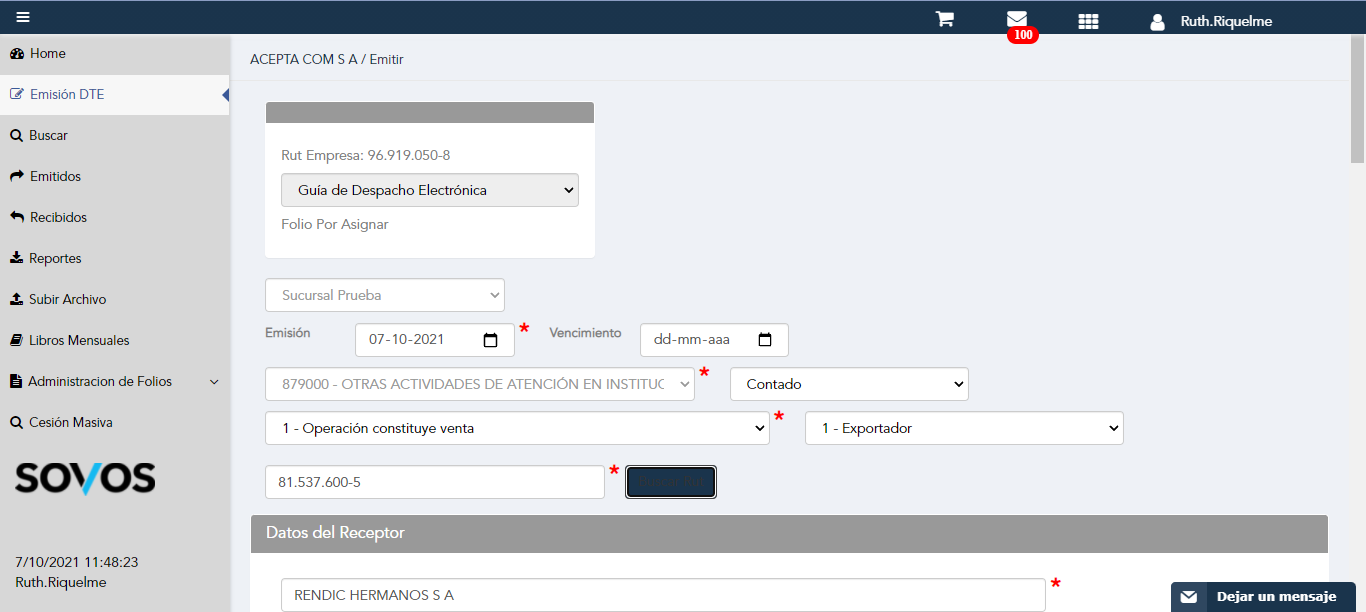 100
Ruth.Riquelme
Home
Emisión DTE
Buscar
Emitidos
Recibidos
Reportes
Subir Archivo
Libros Mensuales
Administracion de Folios
Cesión Masiva
SOVOS
7/10/2021 11:48:23
Ruth.Riquelme
ACEPTA COM S A / Emitir
Rut Empresa: 96.919.050-8
Guía de Despacho Electrónica
Folio Por Asignar
Sucursal Prueba
Emisión 07-10-2021 * Vencimiento dd-mm-aaa
879000 - OTRAS ACTIVIDADES DE ATENCIÓN EN INSTITUC * Contado
1 - Operación constituye venta * 1 - Exportador
81.537.600-5 *
Datos del Receptor
RENDIC HERMANOS S A *
Dejar un mensaje